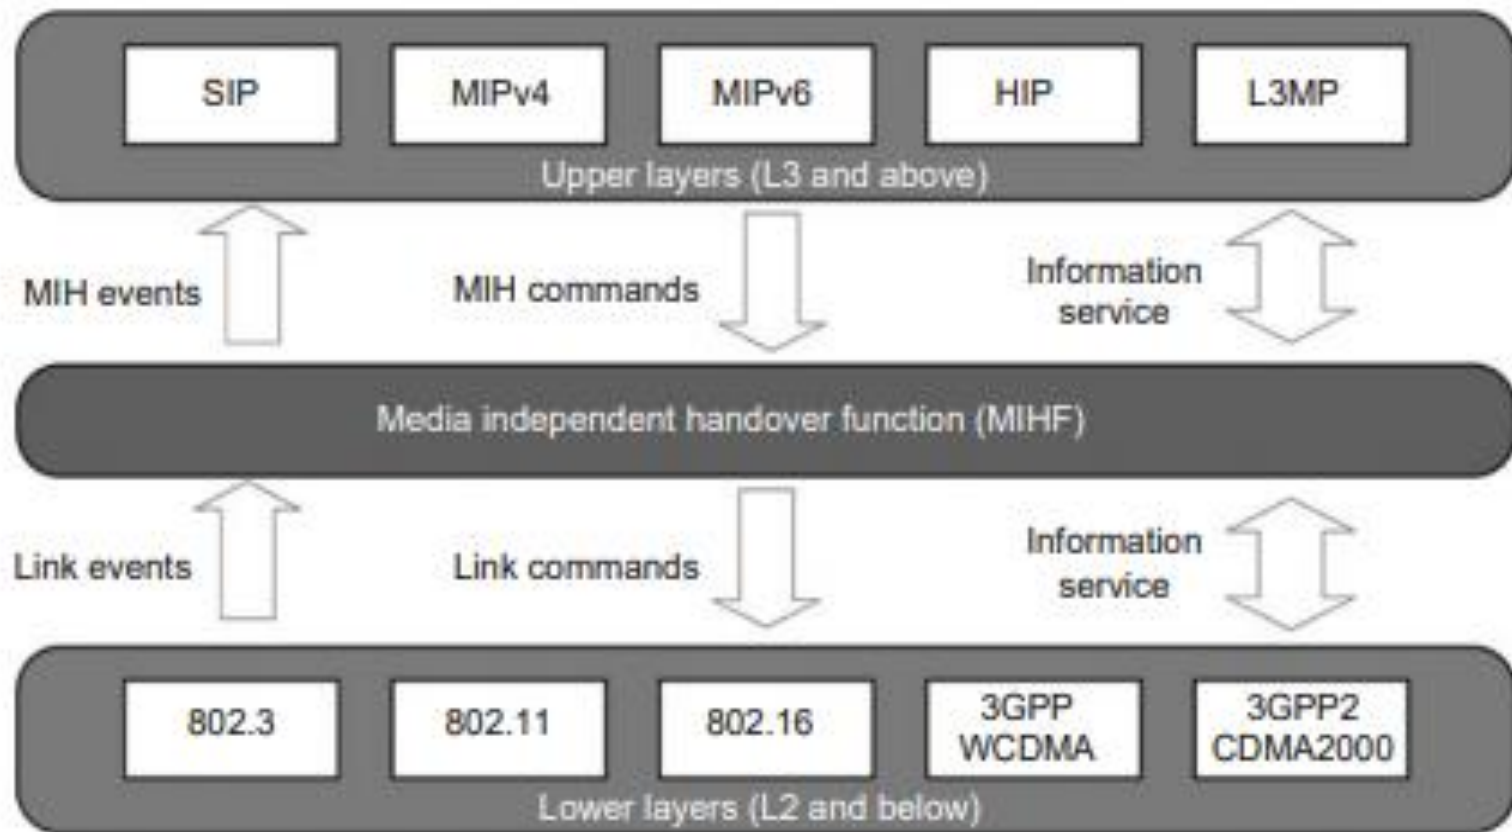 SIP
MIPv4
MIPv6
HIP
L3MP
Upper layers (L3 and above)
MIH events
MIH commands
Information
service
Media independent handover function (MIHF)
Link events
Link commands
Information
service
802.3
802.11
802.16
3GPP
WCDMA
3GPP2
CDMA2000
Lower layers (L2 and below)